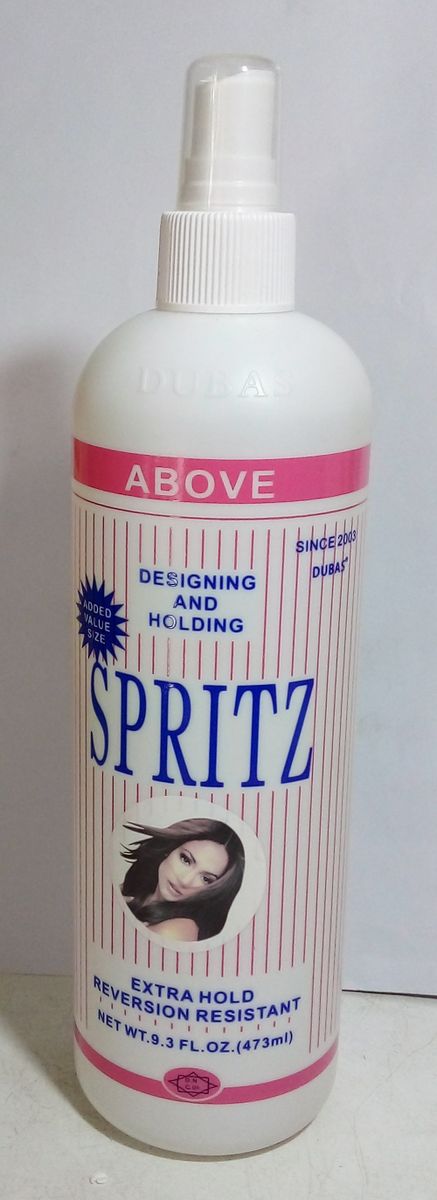 DUBAS
ABOVE
SINCE 2003
DUBAS®
DESIGNING
AND
HOLDING
ADDED
VALUE
SIZE
SPRITZ
EXTRA HOLD
REVERSION RESISTANT
NET WT.9.3 FL.OZ.(473ml)